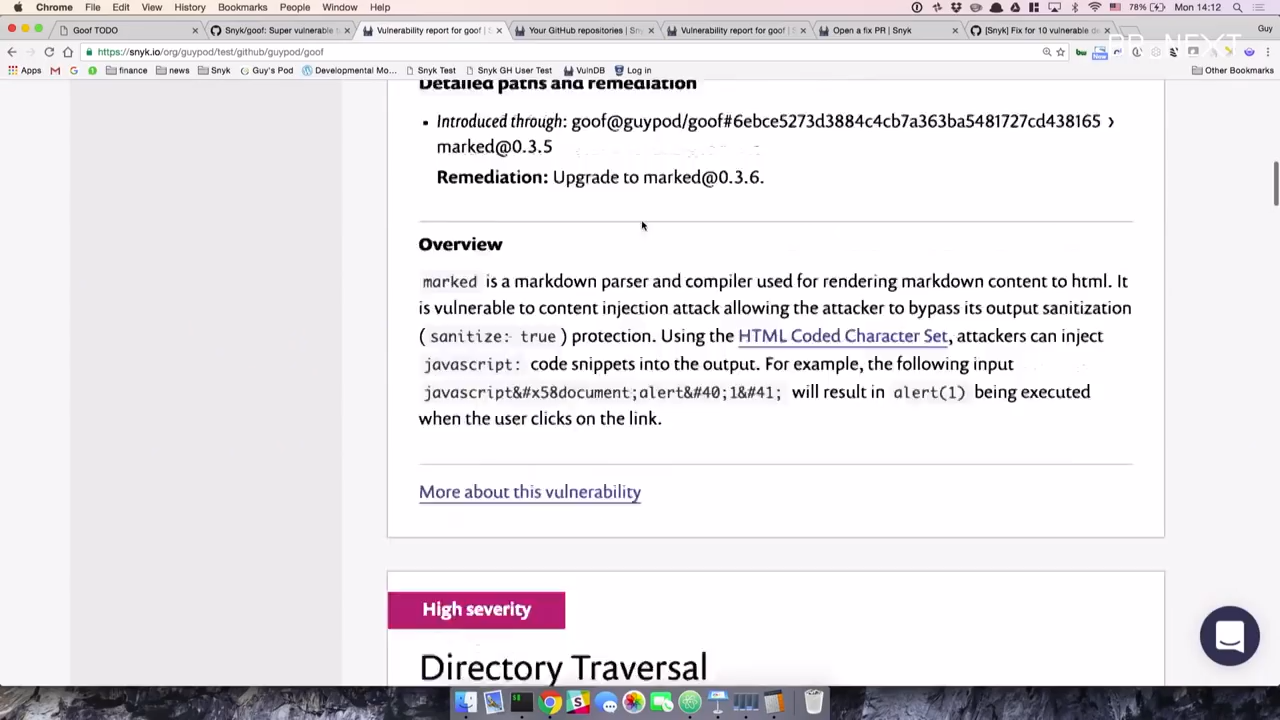 Chrome File Edit View History Bookmarks People Window Help 78% Mon 14:12
Goof TODO Snyk/goof: Super vulnerable Vulnerability report for goof | S Your GitHub repositories | Sny Vulnerability report for goof | Open a fix PR | Snyk [Snyk] Fix for 10 vulnerable de Guy
https://snyk.io/org/guypod/test/github/guypod/goof
Apps finance news Snyk Guy's Pod Developmental Mo... Snyk Test Snyk GH User Test VulnDB Log in Other Bookmarks
Detailed paths and remediation
Introduced through: goof@guypod/goof#6ebce5273d3884c4cb7a363ba5481727cd438165 ›
marked@0.3.5
Remediation: Upgrade to marked@0.3.6.
Overview
marked is a markdown parser and compiler used for rendering markdown content to html. It
is vulnerable to content injection attack allowing the attacker to bypass its output sanitization
( sanitize: true ) protection. Using the HTML Coded Character Set, attackers can inject
javascript: code snippets into the output. For example, the following input
javascript&#x58document;alert&#40;1&#41; will result in alert(1) being executed
when the user clicks on the link.
More about this vulnerability
High severity
Directory Traversal